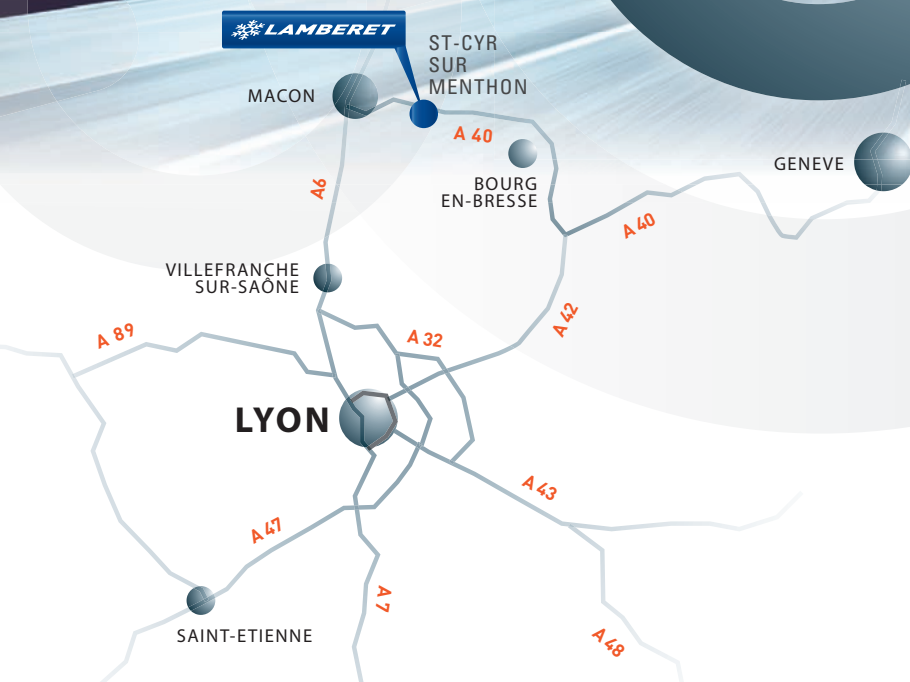 LAMBERET
ST-CYR
SUR
MENTHON
MACON
A 40
BOURG
EN-BRESSE
GENEVE
A6
A 40
VILLEFRANCHE
SUR-SAÔNE
A 89
A 32
A 42
LYON
A 43
A 47
A 7
SAINT-ETIENNE
A 48